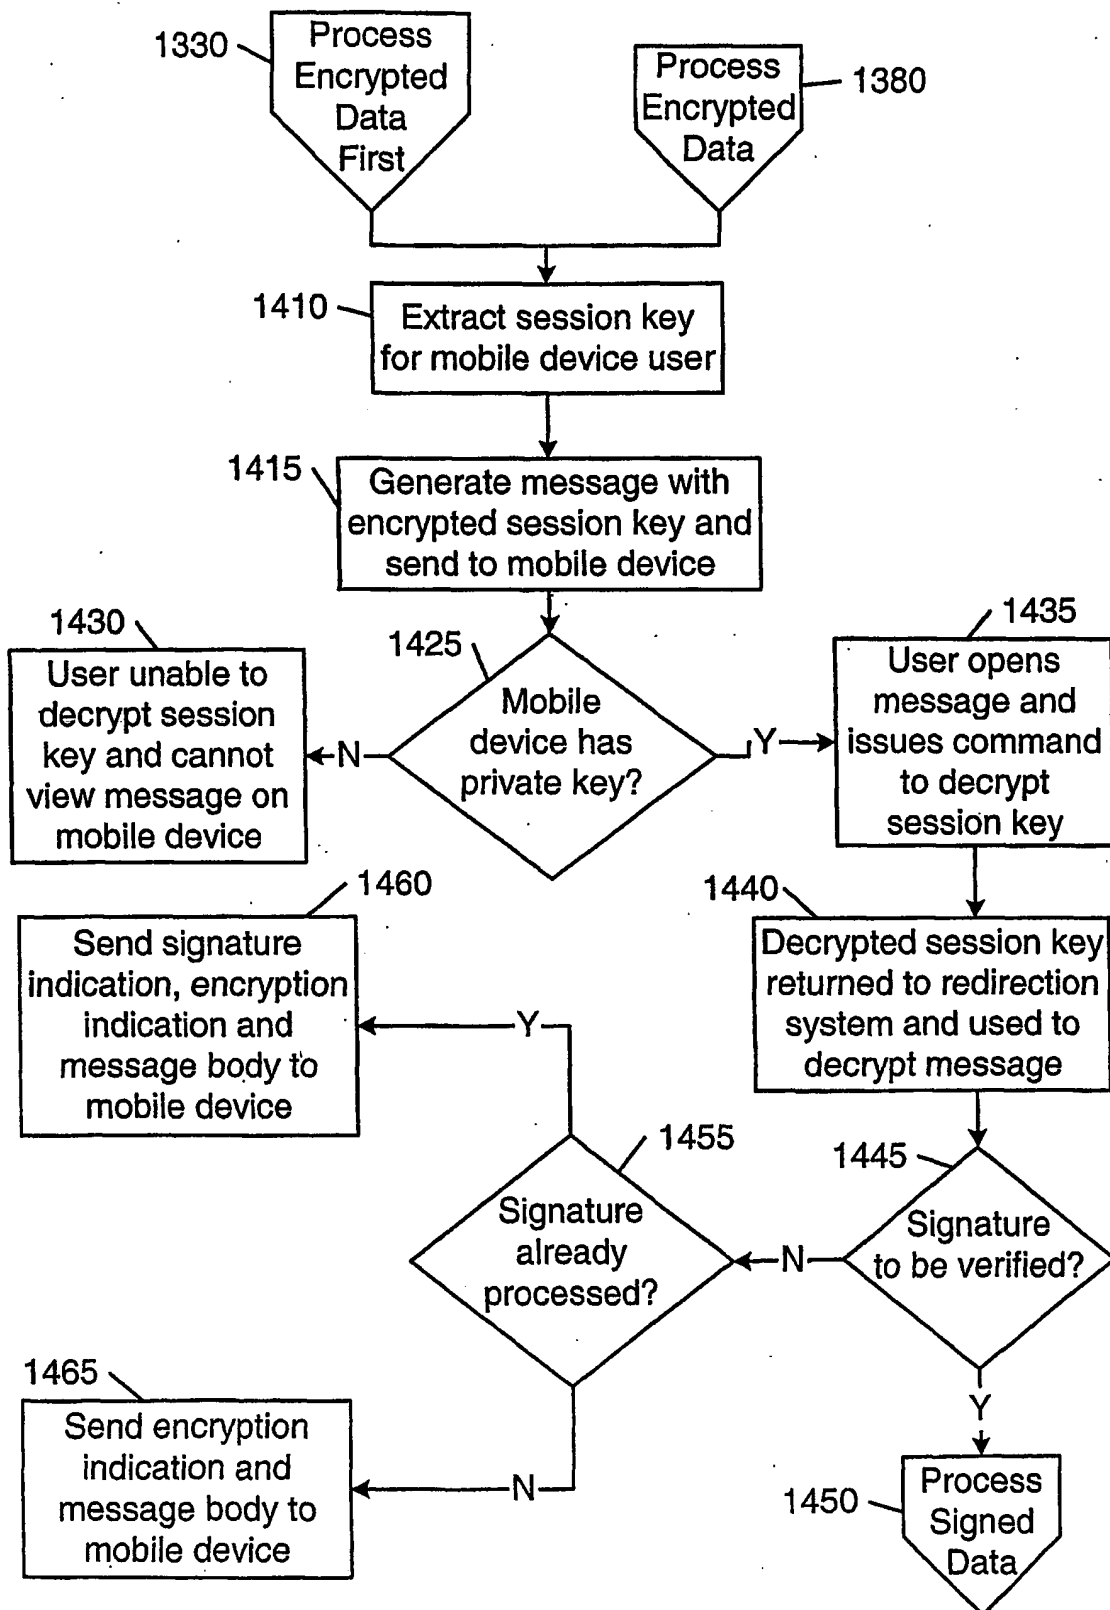 1330
Process
Encrypted
Data
First
Process
Encrypted
Data
1380
1410
Extract session key
for mobile device user
1415
Generate message with
encrypted session key and
send to mobile device
1430
User unable to
decrypt session
key and cannot
view message on
mobile device
N
1425
Mobile
device has
private key?
Y
1435
User opens
message and
issues command
to decrypt
session key
1460
Send signature
indication, encryption
indication and
message body to
mobile device
Y
1440
Decrypted session key
returned to redirection
system and used to
decrypt message
1455
Signature
already
processed?
N
1445
Signature
to be verified?
1465
Send encryption
indication and
message body to
mobile device
N
Y
1450
Process
Signed
Data